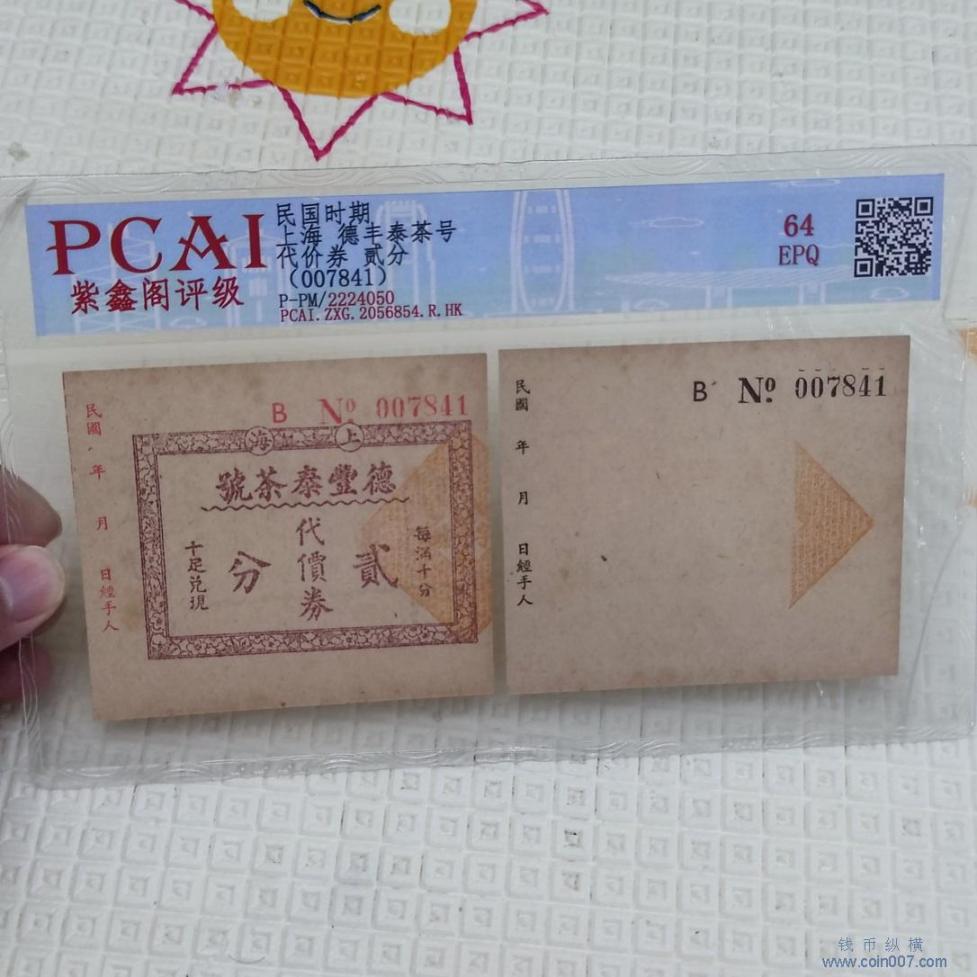 PCAI
紫鑫阁评级
民国时期
上海 德丰泰茶号
代价券 贰分
(007841)
P-PM/2224050
PCAI.ZXG.2056854.R.HK
64
EPQ
B Nº 007841
民國 年 月 日經手人
上海
德豐泰茶號
每滿十分
貳分
代價券
十足兑現
B Nº 007841
民國 年 月 日經手人
钱币纵横
www.coin007.com